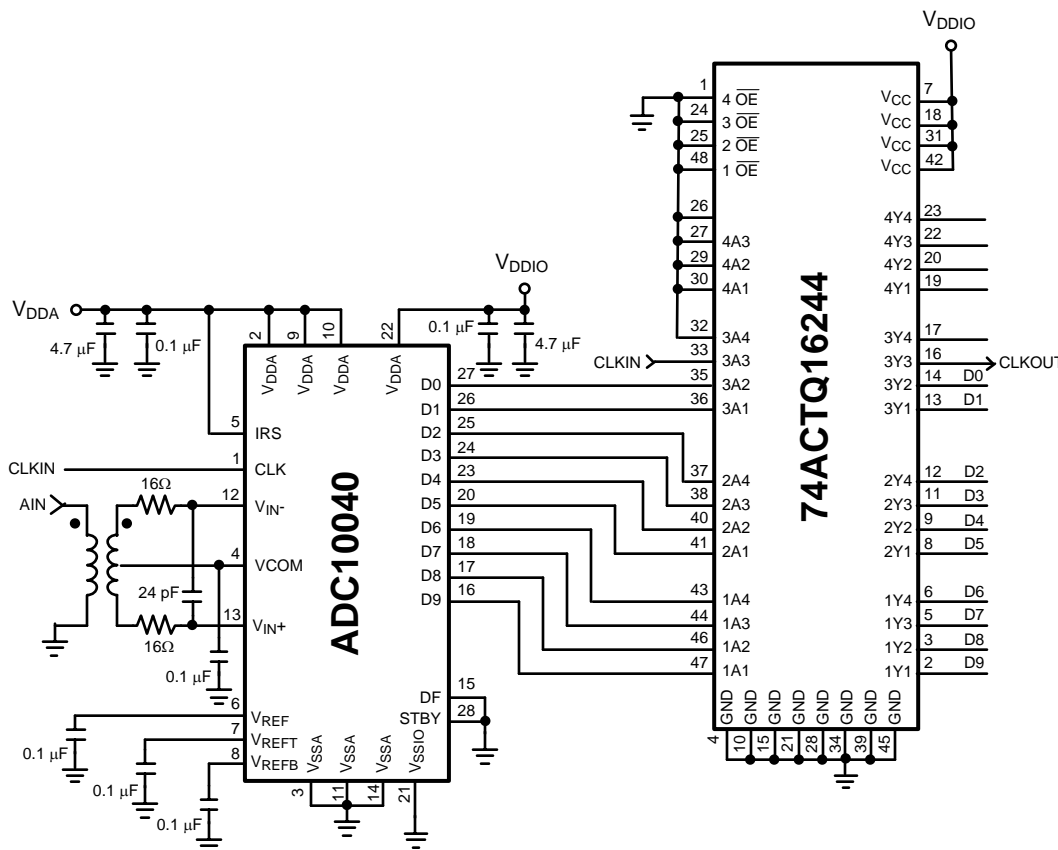 VDDIO
1 4 OE VCC 7
24 3 OE VCC 18
25 2 OE VCC 31
48 1 OE VCC 42
26 4Y4 23
27 4A3 4Y3 22
29 4A2 4Y2 20
30 4A1 4Y1 19
32 3A4 3Y4 17
CLKIN 33 3A3 3Y3 16 CLKOUT
35 3A2 3Y2 14 D0
36 3A1 3Y1 13 D1
37 2A4 2Y4 12 D2
38 2A3 2Y3 11 D3
40 2A2 2Y2 9 D4
41 2A1 2Y1 8 D5
43 1A4 1Y4 6 D6
44 1A3 1Y3 5 D7
46 1A2 1Y2 3 D8
47 1A1 1Y1 2 D9
74ACTQ16244
GND GND GND GND GND GND GND GND
4 10 15 21 28 34 39 45
VDDIO
VDDA
4.7 µF 0.1 µF
0.1 µF 4.7 µF
2 9 10 22
VDDA VDDA VDDA VDDA
5 IRS
CLKIN 1 CLK
AIN 16Ω 12 VIN-
4 VCOM
24 pF
16Ω 13 VIN+
0.1 µF
6 VREF
0.1 µF
7 VREFT
0.1 µF
8 VREFB
0.1 µF
ADC10040
D0 27
D1 26
D2 25
D3 24
D4 23
D5 20
D6 19
D7 18
D8 17
D9 16
DF 15
STBY 28
VSSA VSSA VSSA VSSIO
3 11 14 21